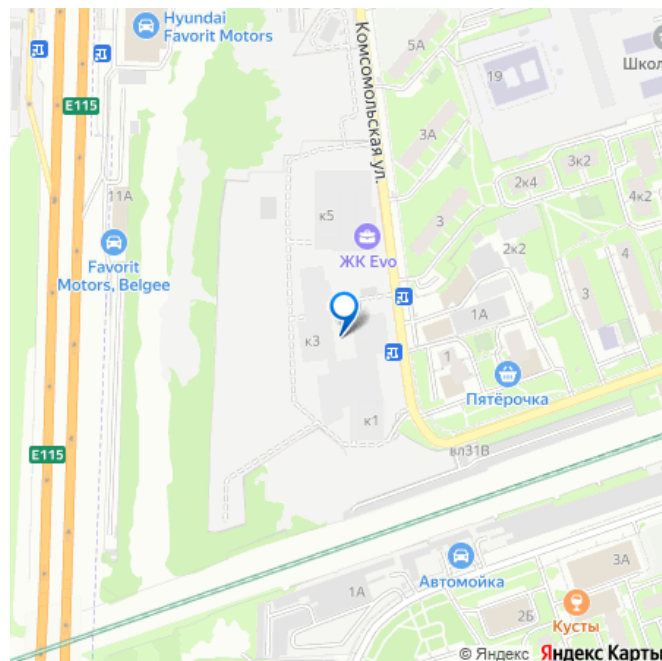 Hyundai
Favorit Motors
E115
11А
Favorit
Motors, Belgee
Комсомольская ул.
5А
19
Школ
3А
3к2
2к4
4к2
к5
3
ЖК Evo
2к2
4
3
1А
к3
1
Пятёрочка
к1
E115
вл31В
Автомойка
3А
1А
2Б
Кусты
© Яндекс Яндекс Карты